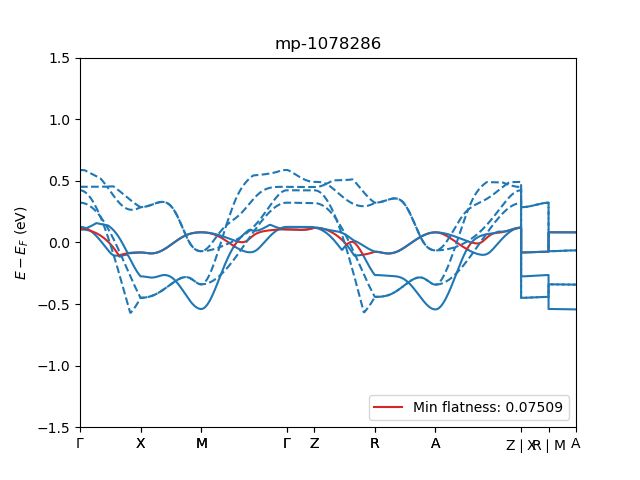 mp-1078286
E − E_F (eV)
1.5
1.0
0.5
0.0
−0.5
−1.0
−1.5
Min flatness: 0.07509
Γ X M Γ Z R A Z | X R | M A